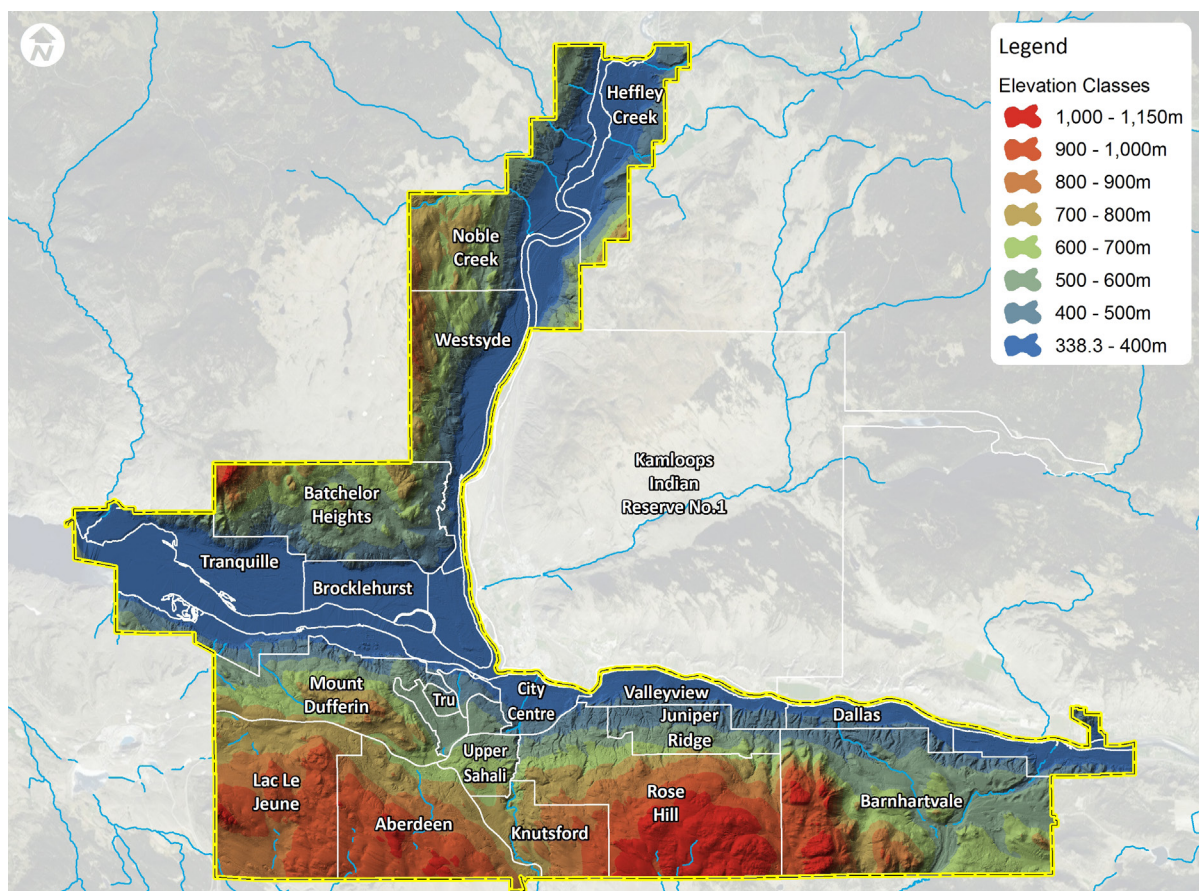 N
Legend
Elevation Classes
1,000 - 1,150m
900 - 1,000m
800 - 900m
700 - 800m
600 - 700m
500 - 600m
400 - 500m
338.3 - 400m
Heffley
Creek
Noble
Creek
Westsyde
Kamloops
Indian
Reserve No.1
Batchelor
Heights
Tranquille
Brocklehurst
Mount
Dufferin
Tru
City
Centre
Valleyview
Juniper
Ridge
Dallas
Upper
Sahali
Lac Le
Jeune
Aberdeen
Knutsford
Rose
Hill
Barnhartvale